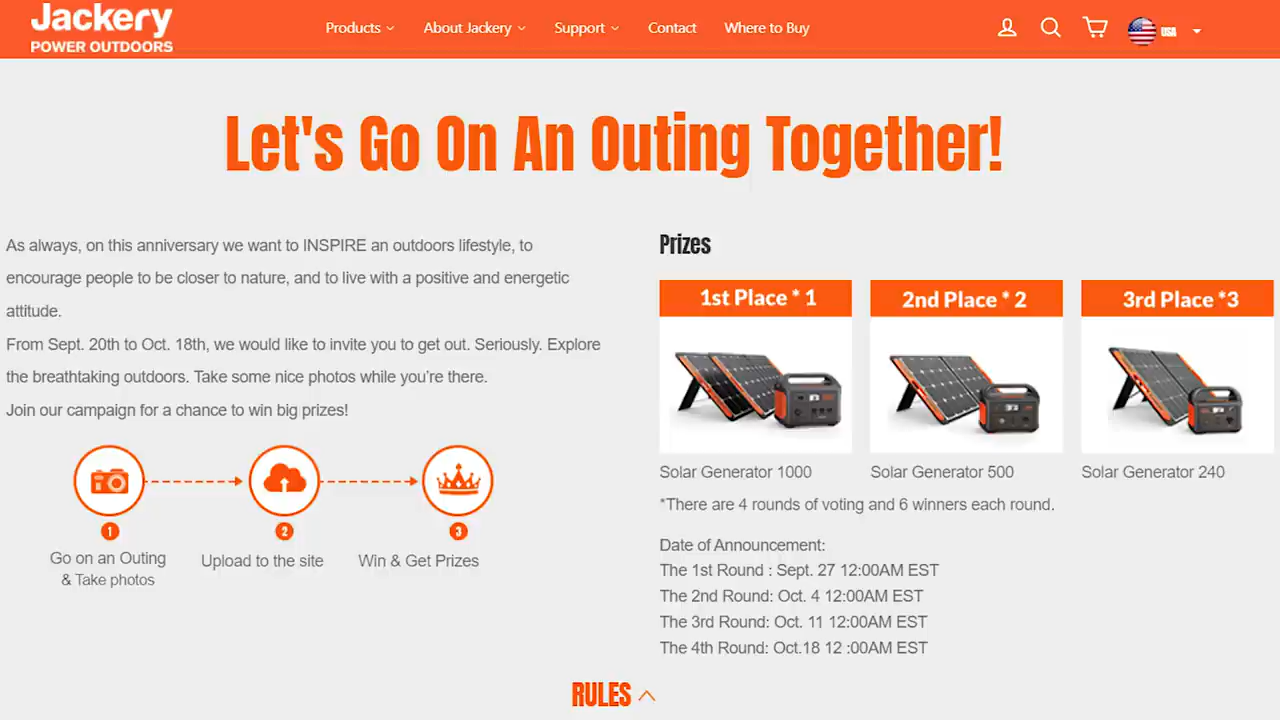 Jackery
POWER OUTDOORS
Products
About Jackery
Support
Contact
Where to Buy
USA
Let's Go On An Outing Together!
As always, on this anniversary we want to INSPIRE an outdoors lifestyle, to
encourage people to be closer to nature, and to live with a positive and energetic
attitude.
From Sept. 20th to Oct. 18th, we would like to invite you to get out. Seriously. Explore
the breathtaking outdoors. Take some nice photos while you're there.
Join our campaign for a chance to win big prizes!
1
2
3
Go on an Outing
& Take photos
Upload to the site
Win & Get Prizes
Prizes
1st Place * 1
2nd Place * 2
3rd Place *3
Solar Generator 1000
Solar Generator 500
Solar Generator 240
*There are 4 rounds of voting and 6 winners each round.
Date of Announcement:
The 1st Round : Sept. 27 12:00AM EST
The 2nd Round: Oct. 4 12:00AM EST
The 3rd Round: Oct. 11 12:00AM EST
The 4th Round: Oct.18 12 :00AM EST
RULES